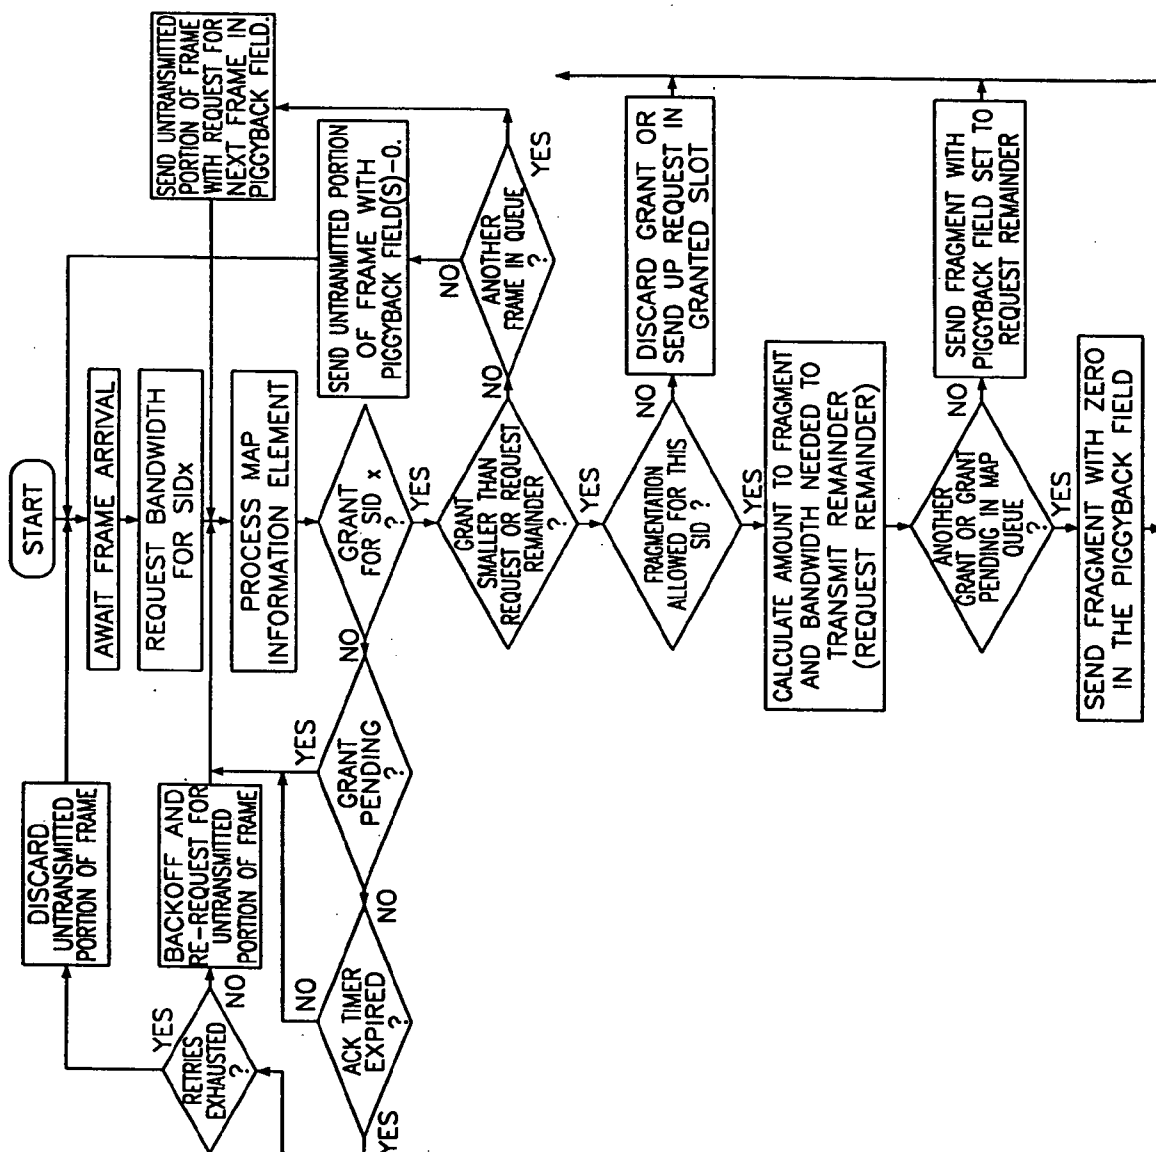 START
AWAIT FRAME ARRIVAL
REQUEST BANDWIDTH
FOR SIDx
PROCESS MAP
INFORMATION ELEMENT
GRANT
FOR SID x
?
NO
YES
GRANT
PENDING
?
YES
NO
ACK TIMER
EXPIRED
?
NO
YES
RETRIES
EXHAUSTED
?
YES
NO
DISCARD
UNTRANSMITTED
PORTION OF FRAME
BACKOFF AND
RE-REQUEST FOR
UNTRANSMITTED
PORTION OF FRAME
GRANT
SMALLER THAN
REQUEST OR REQUEST
REMAINDER
?
NO
YES
ANOTHER
FRAME IN QUEUE
?
NO
YES
SEND UNTRANMITTED PORTION
OF FRAME WITH
PIGGYBACK FIELD(S)-0.
SEND UNTRANSMITTED
PORTION OF FRAME
WITH REQUEST FOR
NEXT FRAME IN
PIGGYBACK FIELD.
FRAGMENTATION
ALLOWED FOR THIS
SID ?
NO
YES
DISCARD GRANT OR
SEND UP REQUEST IN
GRANTED SLOT
CALCULATE AMOUNT TO FRAGMENT
AND BANDWIDTH NEEDED TO
TRANSMIT REMAINDER
(REQUEST REMAINDER)
ANOTHER
GRANT OR GRANT
PENDING IN MAP
QUEUE
?
NO
YES
SEND FRAGMENT WITH
PIGGYBACK FIELD SET TO
REQUEST REMAINDER
SEND FRAGMENT WITH ZERO
IN THE PIGGYBACK FIELD